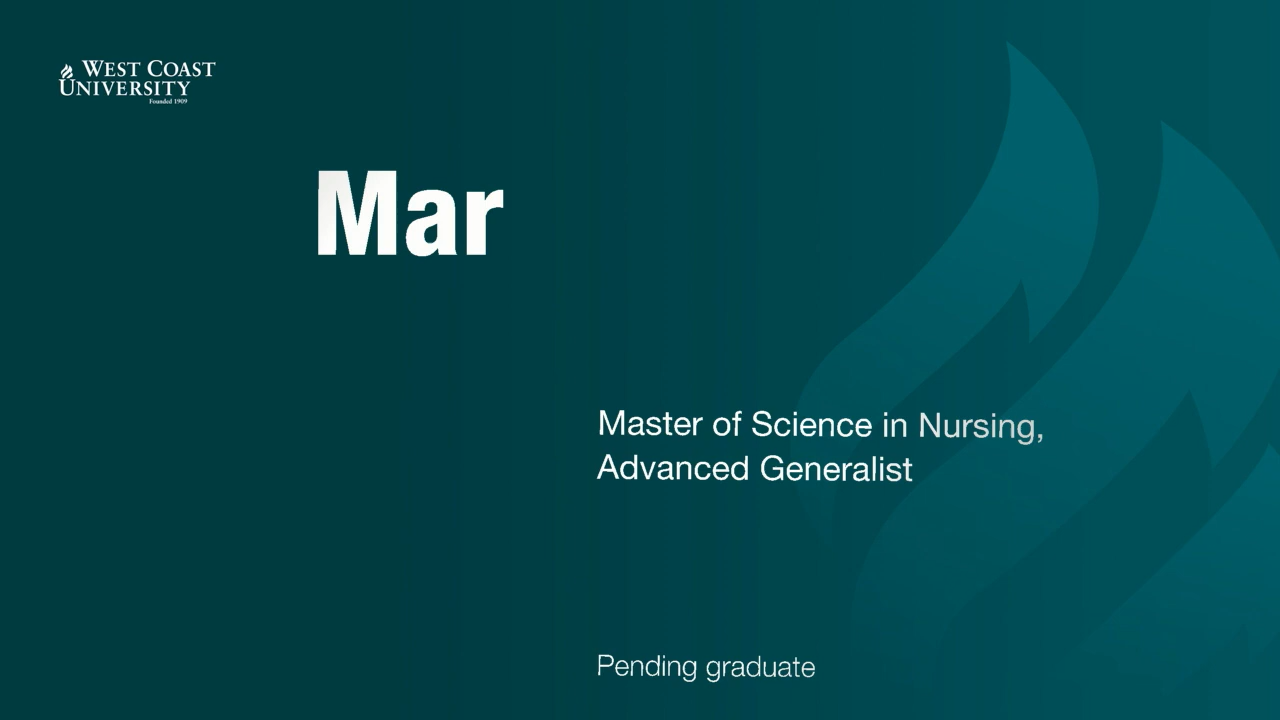 WEST COAST
UNIVERSITY
Founded 1909
Mar
Master of Science in Nursing,
Advanced Generalist
Pending graduate